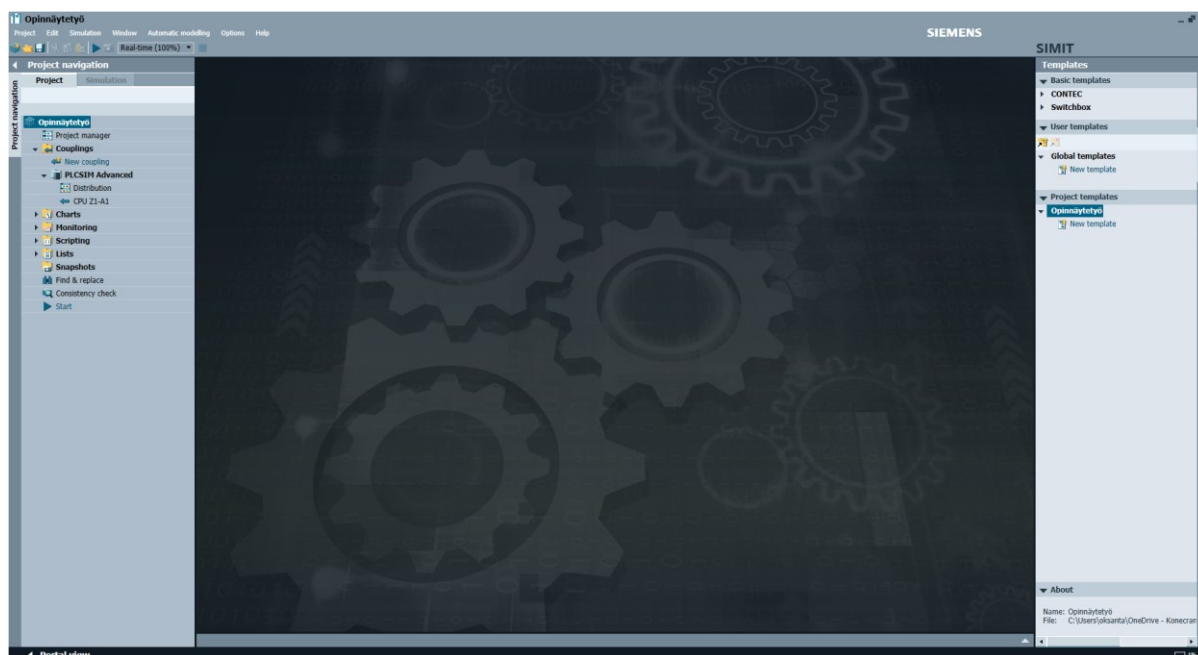 Opinnäytetyö
Project Edit Simulation Window Automatic modelling Options Help
SIEMENS
Real-time (100%)
SIMIT
Project navigation
Project navigation
Project Simulation
Opinnäytetyö
Project manager
Couplings
New coupling
PLCSIM Advanced
Distribution
CPU Z1-A1
Charts
Monitoring
Scripting
Lists
Snapshots
Find & replace
Consistency check
Start
Templates
Basic templates
CONTEC
Switchbox
User templates
Global templates
New template
Project templates
Opinnäytetyö
New template
About
Name: Opinnäytetyö
File: C:\Users\oksanta\OneDrive - Konecran
Portal view